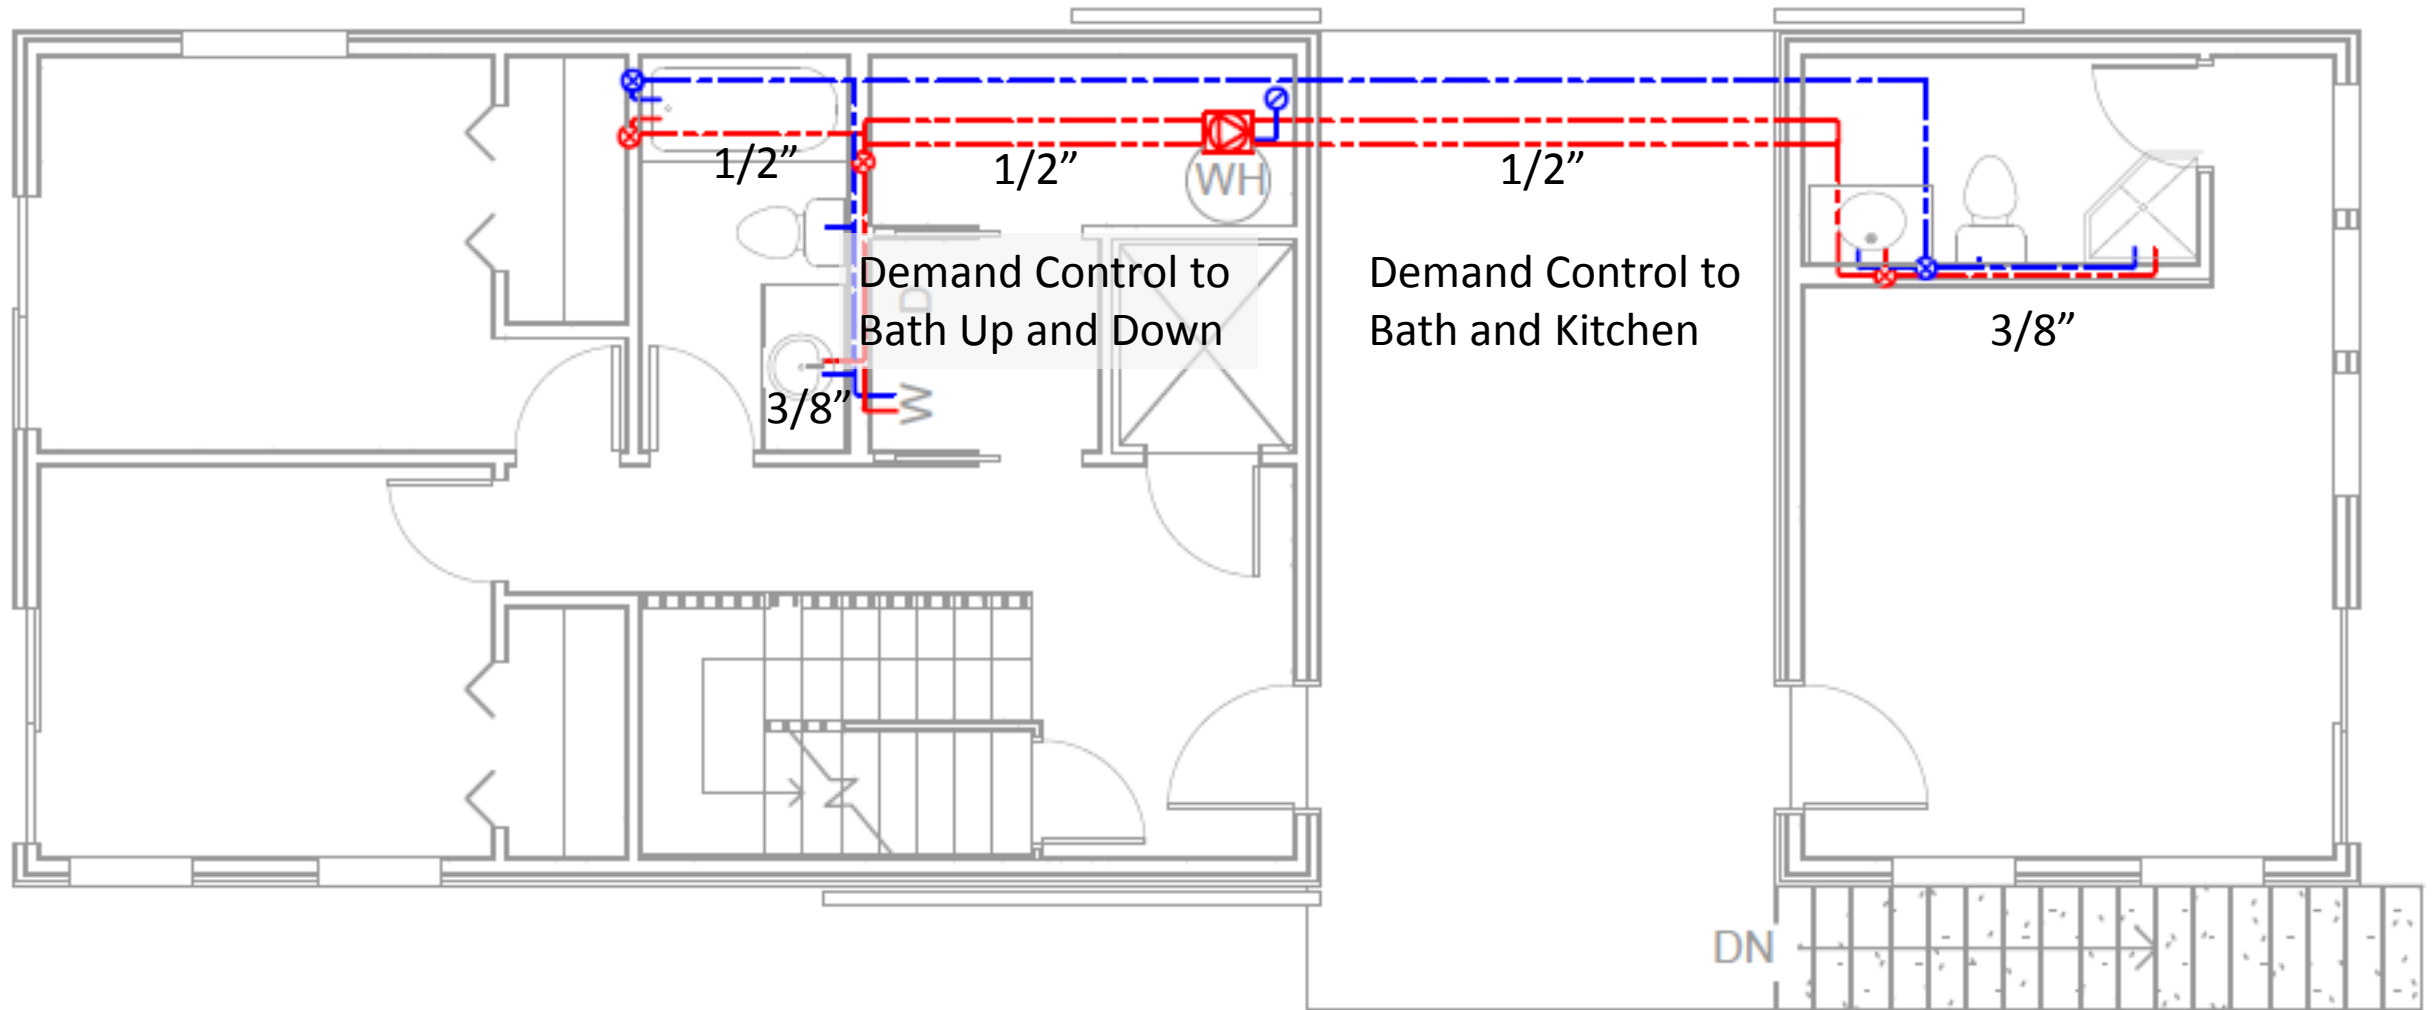 1/2”
1/2”
1/2”
WH
Demand Control to
Bath Up and Down
Demand Control to
Bath and Kitchen
D
3/8”
3/8”
W
DN